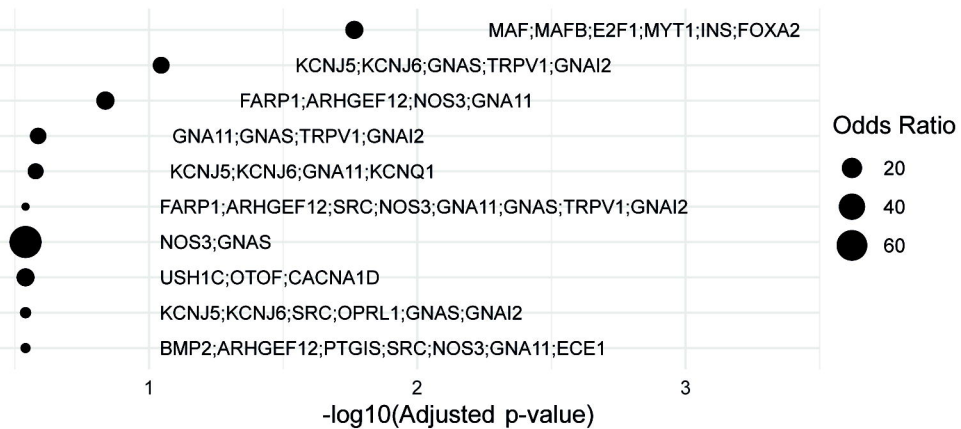 MAF;MAFB;E2F1;MYT1;INS;FOXA2
KCNJ5;KCNJ6;GNAS;TRPV1;GNAI2
FARP1;ARHGEF12;NOS3;GNA11
GNA11;GNAS;TRPV1;GNAI2
KCNJ5;KCNJ6;GNA11;KCNQ1
FARP1;ARHGEF12;SRC;NOS3;GNA11;GNAS;TRPV1;GNAI2
NOS3;GNAS
USH1C;OTOF;CACNA1D
KCNJ5;KCNJ6;SRC;OPRL1;GNAS;GNAI2
BMP2;ARHGEF12;PTGIS;SRC;NOS3;GNA11;ECE1
1 2 3
-log10(Adjusted p-value)
Odds Ratio
20
40
60